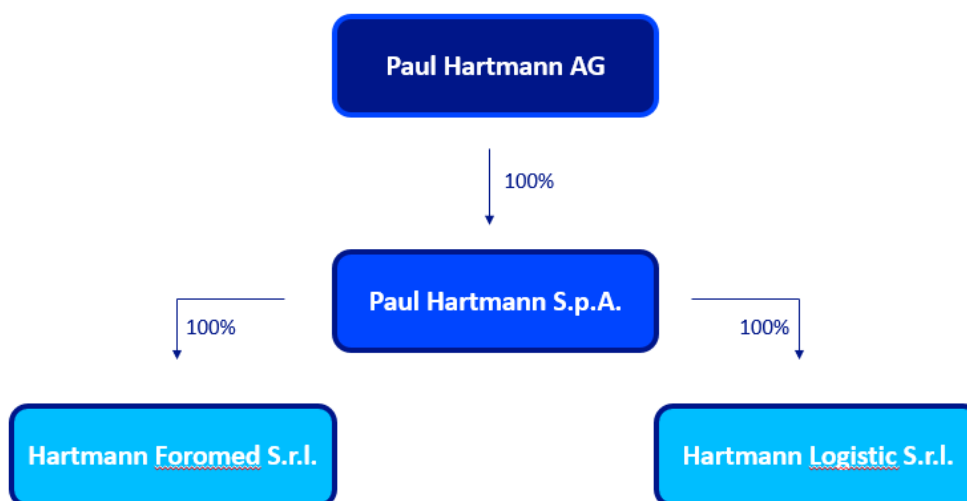 Paul Hartmann AG
100%
Paul Hartmann S.p.A.
100%
100%
Hartmann Foromed S.r.l.
Hartmann Logistic S.r.l.